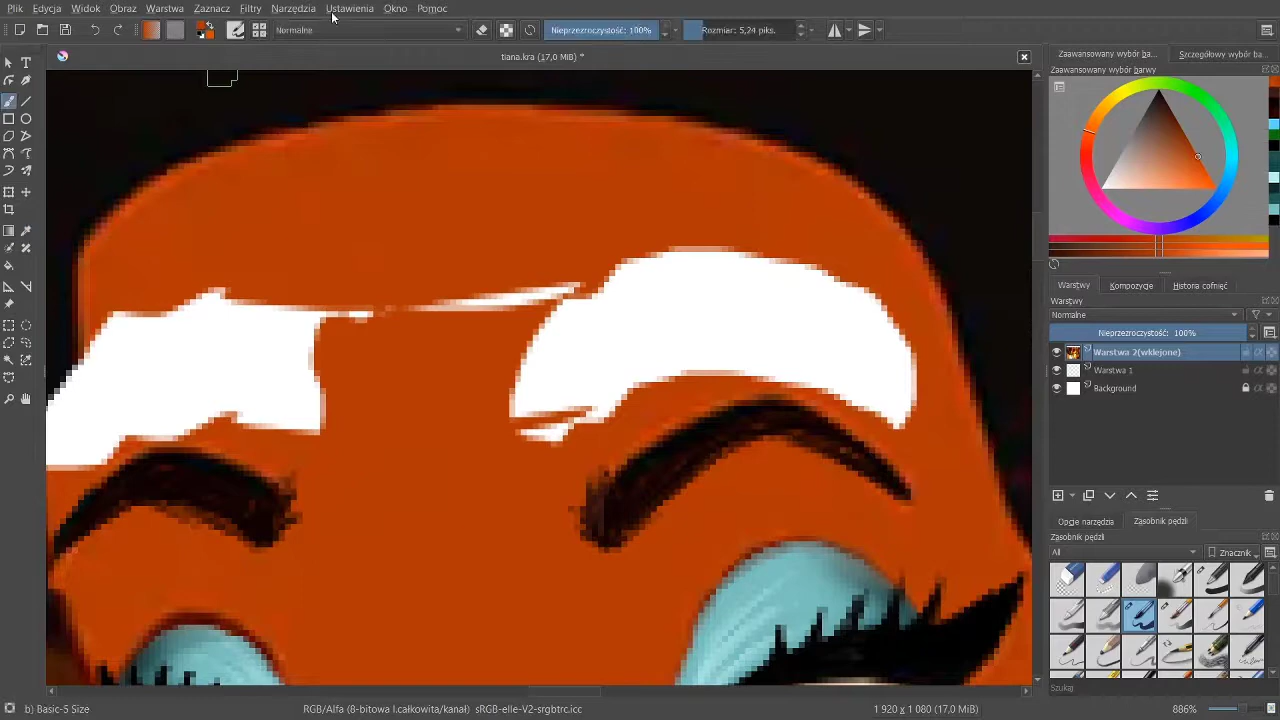 Plik Edycja Widok Obraz Warstwa Zaznacz Filtry Narzędzia Ustawienia Okno Pomoc
Normalne
Nieprzezroczystość: 100%
Rozmiar: 5,24 piks.
tiana.kra (17,0 MiB) *
Zaawansowany wybór ba...
Szczegółowy wybór ba...
Zaawansowany wybór barwy
Warstwy
Kompozycje
Historia cofnięć
Warstwy
Normalne
Nieprzezroczystość: 100%
Warstwa 2(wklejone)
Warstwa 1
Background
Opcje narzędzia
Zasobnik pędzli
Zasobnik pędzli
All
Znacznik
Szukaj
b) Basic-5 Size
RGB/Alfa (8-bitowa l.całkowita/kanał) sRGB-elle-V2-srgbtrc.icc
1 920 x 1 080 (17,0 MiB)
886%